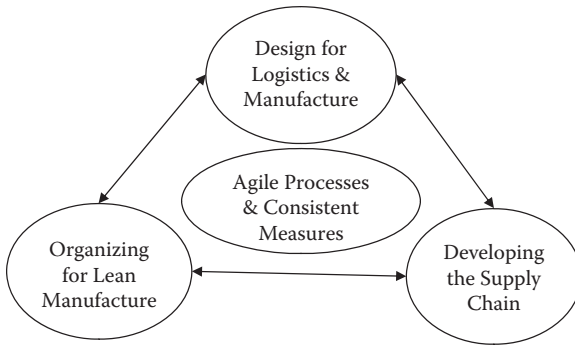 Design for
Logistics &
Manufacture
Agile Processes
& Consistent
Measures
Organizing
for Lean
Manufacture
Developing
the Supply
Chain